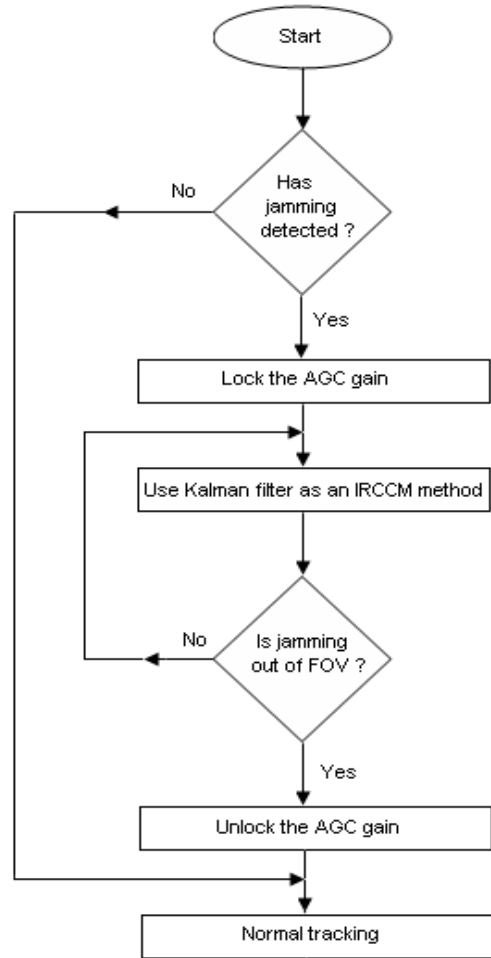 Start
Has
jamming
detected ?
No
Yes
Lock the AGC gain
Use Kalman filter as an IRCCM method
Is jamming
out of FOV ?
No
Yes
Unlock the AGC gain
Normal tracking